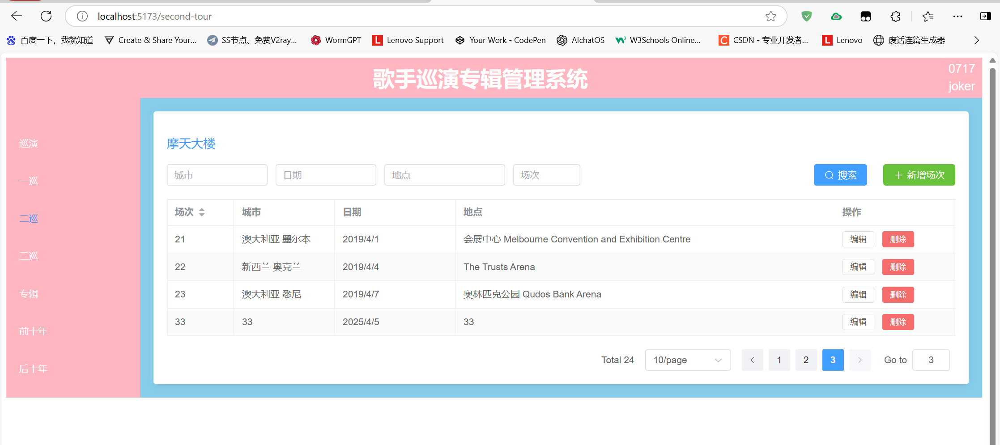 localhost:5173/second-tour
百度一下，我就知道 Create & Share Your... SS节点、免费V2ray... WormGPT Lenovo Support Your Work - CodePen AIchatOS W3Schools Online... CSDN - 专业开发者... Lenovo 废话连篇生成器
歌手巡演专辑管理系统
0717
joker
巡演
一巡
二巡
三巡
专辑
前十年
后十年
摩天大楼
城市 日期 地点 场次 搜索 新增场次
场次 城市 日期 地点 操作
21 澳大利亚 墨尔本 2019/4/1 会展中心 Melbourne Convention and Exhibition Centre 编辑 删除
22 新西兰 奥克兰 2019/4/4 The Trusts Arena 编辑 删除
23 澳大利亚 悉尼 2019/4/7 奥林匹克公园 Qudos Bank Arena 编辑 删除
33 33 2025/4/5 33 编辑 删除
Total 24 10/page 1 2 3 Go to 3